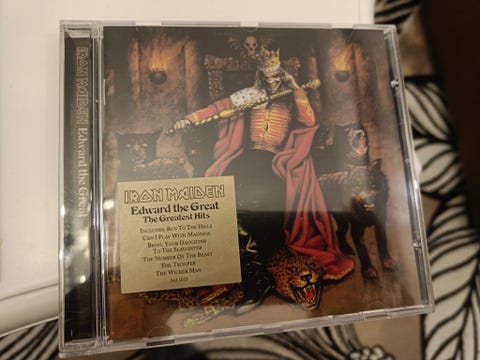 IRON MAIDEN Edward the Great
IRON MAIDEN
Edward the Great
The Greatest Hits
Includes: Run To The Hills
Can I Play With Madness
Bring Your Daughter
To The Slaughter
The Number Of The Beast
The Trooper
The Wicker Man